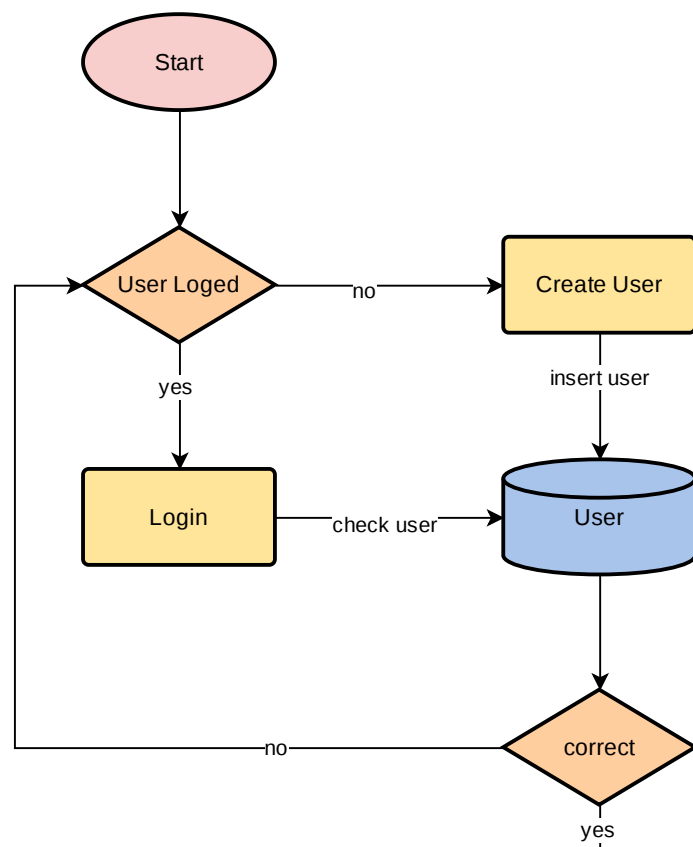 Start
User Loged
no
Create User
yes
insert user
Login
check user
User
no
correct
yes